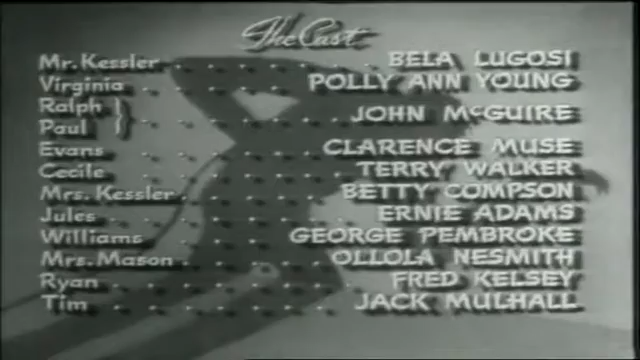 The Cast
Mr. Kessler BELA LUGOSI
Virginia POLLY ANN YOUNG
Ralph
Paul } JOHN McGUIRE
Evans CLARENCE MUSE
Cecile TERRY WALKER
Mrs. Kessler BETTY COMPSON
Jules ERNIE ADAMS
Williams GEORGE PEMBROKE
Mrs. Mason OLLOLA NESMITH
Ryan FRED KELSEY
Tim JACK MULHALL